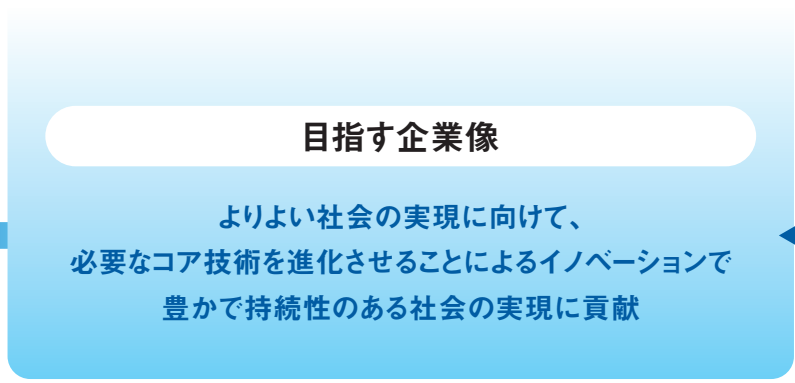 目指す企業像
よりよい社会の実現に向けて、
必要なコア技術を進化させることによるイノベーションで
豊かで持続性のある社会の実現に貢献